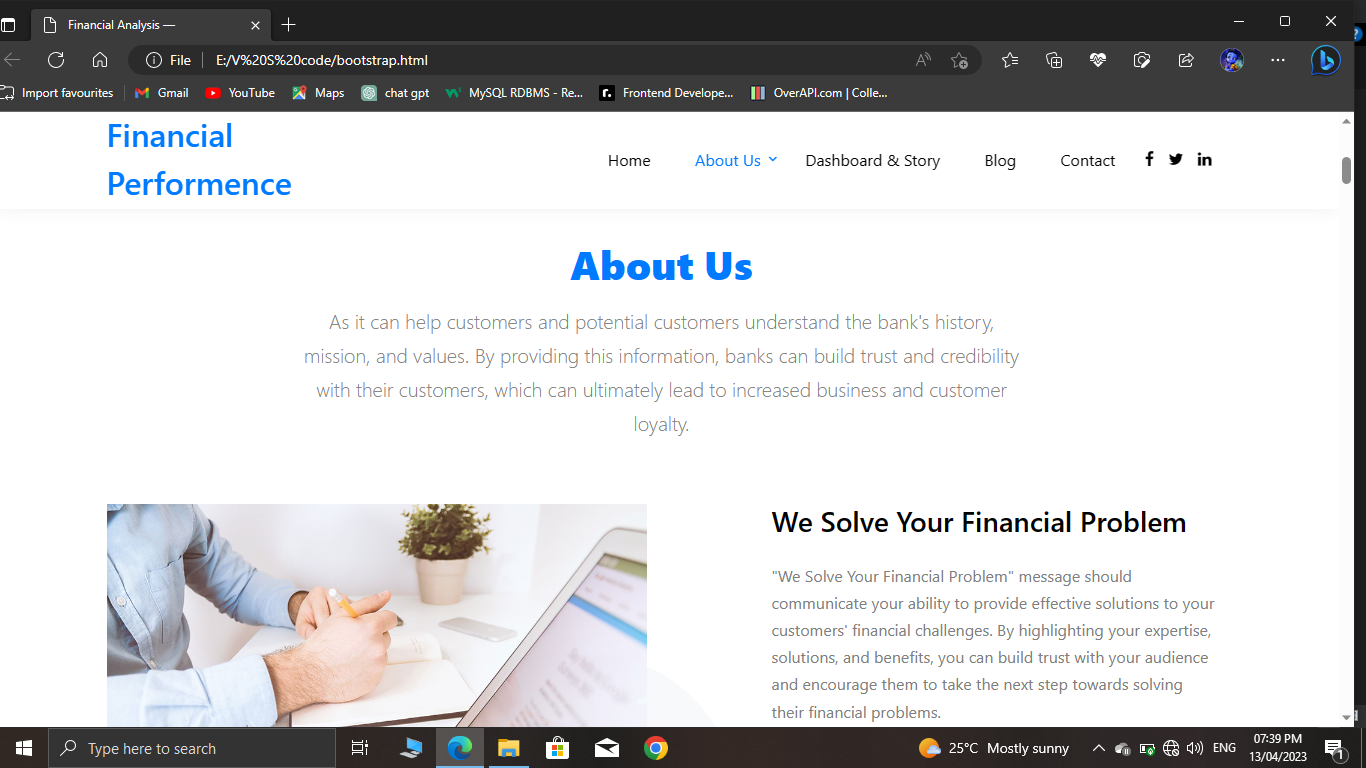 Financial Analysis —
File
E:/V%20S%20code/bootstrap.html
Import favourites
Gmail
YouTube
Maps
chat gpt
MySQL RDBMS - Re...
Frontend Develope...
OverAPI.com | Colle...
Financial
Performence
Home
About Us
Dashboard & Story
Blog
Contact
About Us
As it can help customers and potential customers understand the bank's history,
mission, and values. By providing this information, banks can build trust and credibility
with their customers, which can ultimately lead to increased business and customer
loyalty.
We Solve Your Financial Problem
"We Solve Your Financial Problem" message should
communicate your ability to provide effective solutions to your
customers' financial challenges. By highlighting your expertise,
solutions, and benefits, you can build trust with your audience
and encourage them to take the next step towards solving
their financial problems.
Type here to search
25°C Mostly sunny
ENG
07:39 PM
13/04/2023
1